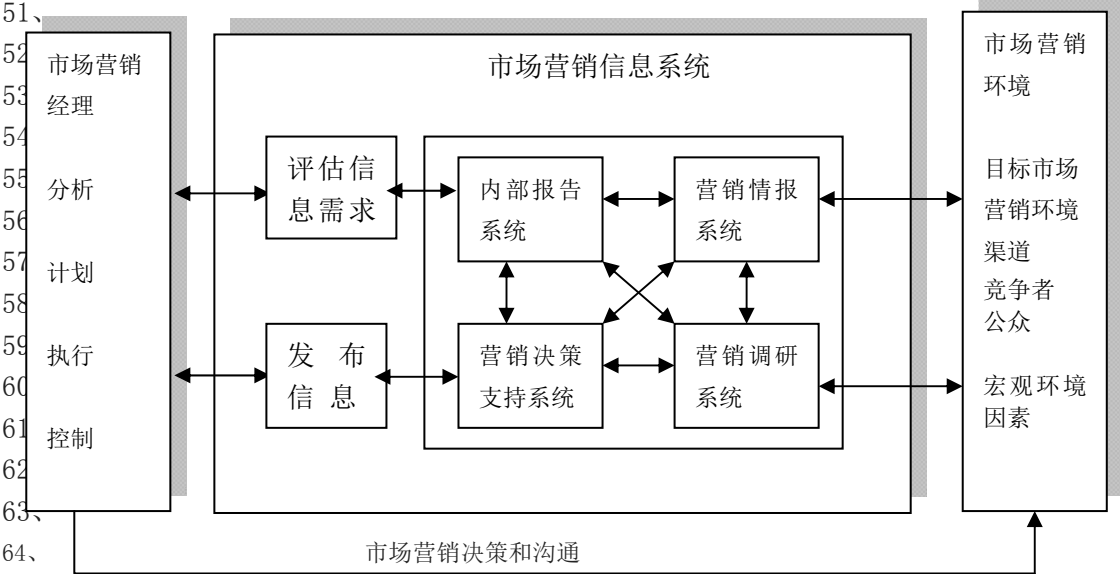 51、
52
53
54
55
56
57
58
59
60
61
62
63、
64、
市场营销
经理
分析
计划
执行
控制
市场营销信息系统
评估信
息需求
发 布
信 息
内部报告
系统
营销情报
系统
营销决策
支持系统
营销调研
系统
市场营销
环境
目标市场
营销环境
渠道
竞争者
公众
宏观环境
因素
市场营销决策和沟通